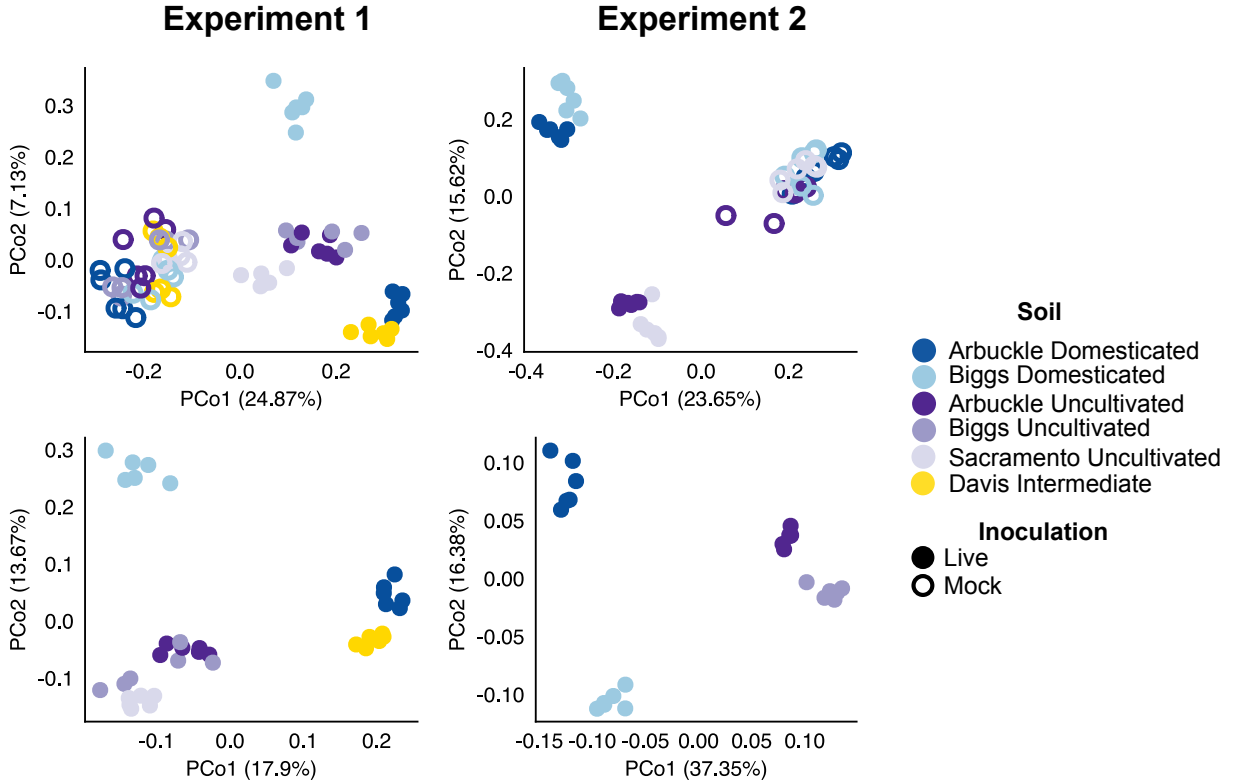 Experiment 1
Experiment 2
PCo2 (7.13%)
0.3
0.2
0.1
0.0
-0.1
-0.2
0.0
0.2
PCo1 (24.87%)
PCo2 (15.62%)
0.2
0.0
-0.2
-0.4
-0.4
-0.2
0.0
0.2
PCo1 (23.65%)
PCo2 (13.67%)
0.3
0.2
0.1
0.0
-0.1
-0.1
0.0
0.1
0.2
PCo1 (17.9%)
PCo2 (16.38%)
0.10
0.05
0.00
-0.05
-0.10
-0.15
-0.10
-0.05
0.00
0.05
0.10
PCo1 (37.35%)
Soil
Arbuckle Domesticated
Biggs Domesticated
Arbuckle Uncultivated
Biggs Uncultivated
Sacramento Uncultivated
Davis Intermediate
Inoculation
Live
Mock